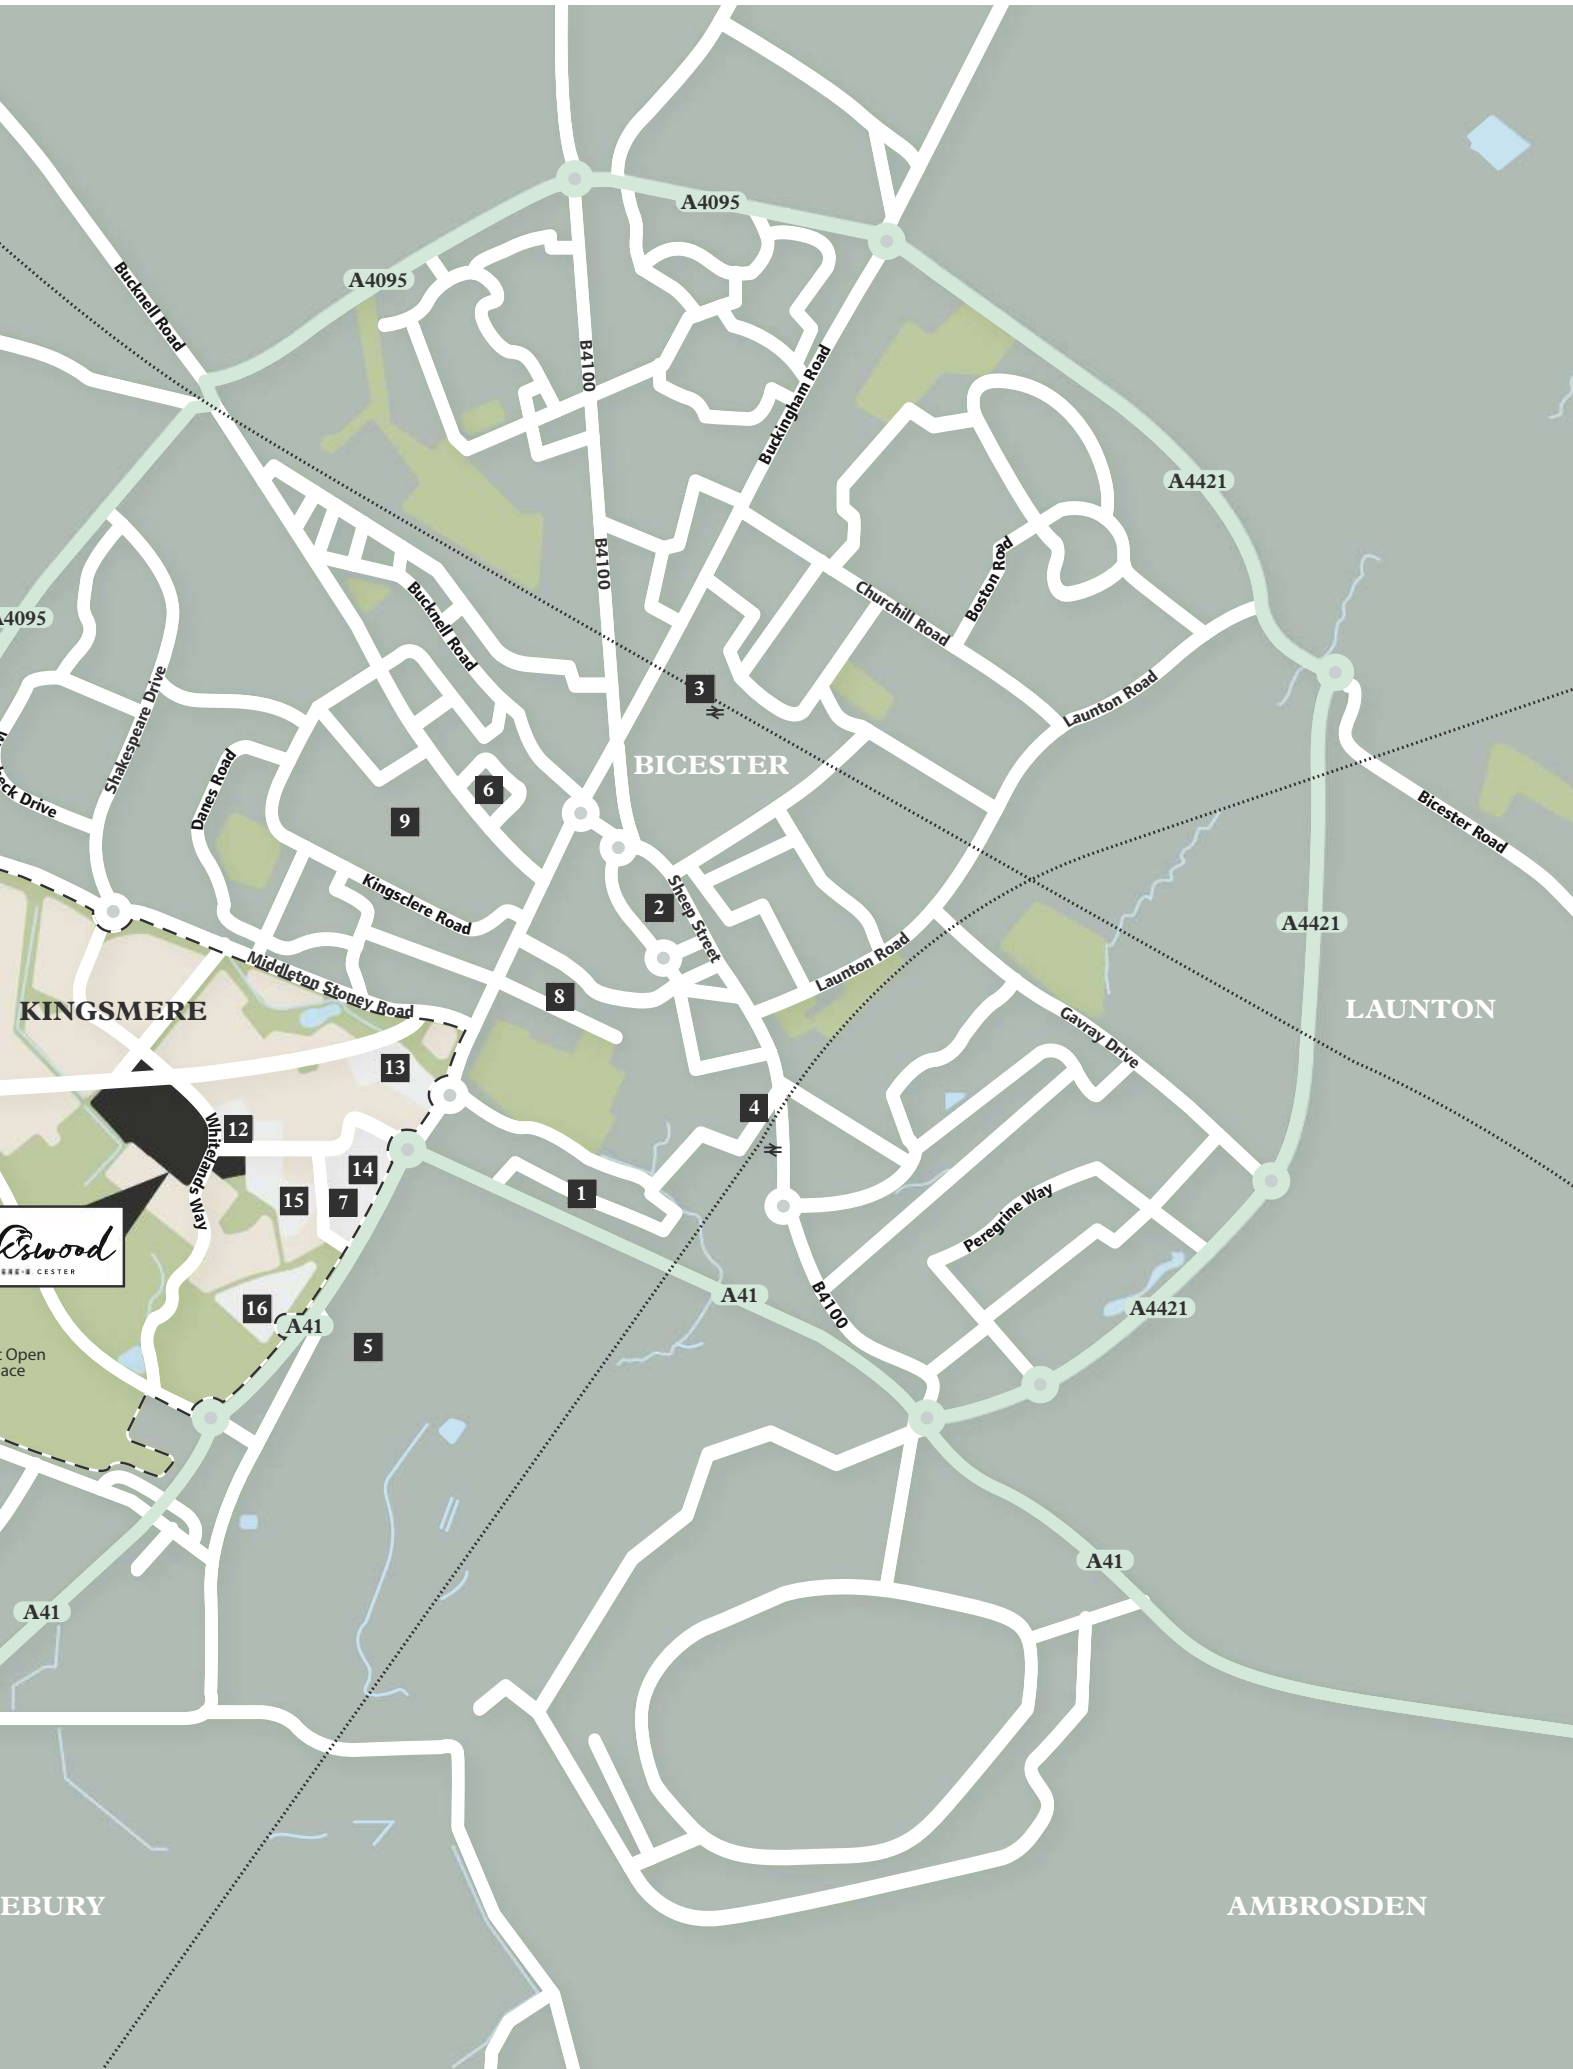 A4095
A4095
Bucknell Road
B4100
Buckingham Road
A4421
B4100
Boston Road
Churchill Road
Bucknell Road
A4095
Launton Road
3
Shakespeare Drive
BICESTER
Danes Road
6
9
Drive
Bicester Road
Kingsclere Road
2
Sheep Street
A4421
Launton Road
Middleton Stoney Road
8
KINGSMERE
LAUNTON
Gavray Drive
13
4
12
Whitelands Way
14
15
7
1
Peregrine Way
CESTER
A41
B4100
A4421
16
A41
5
Open
A41
A41
EBURY
AMBROSDEN